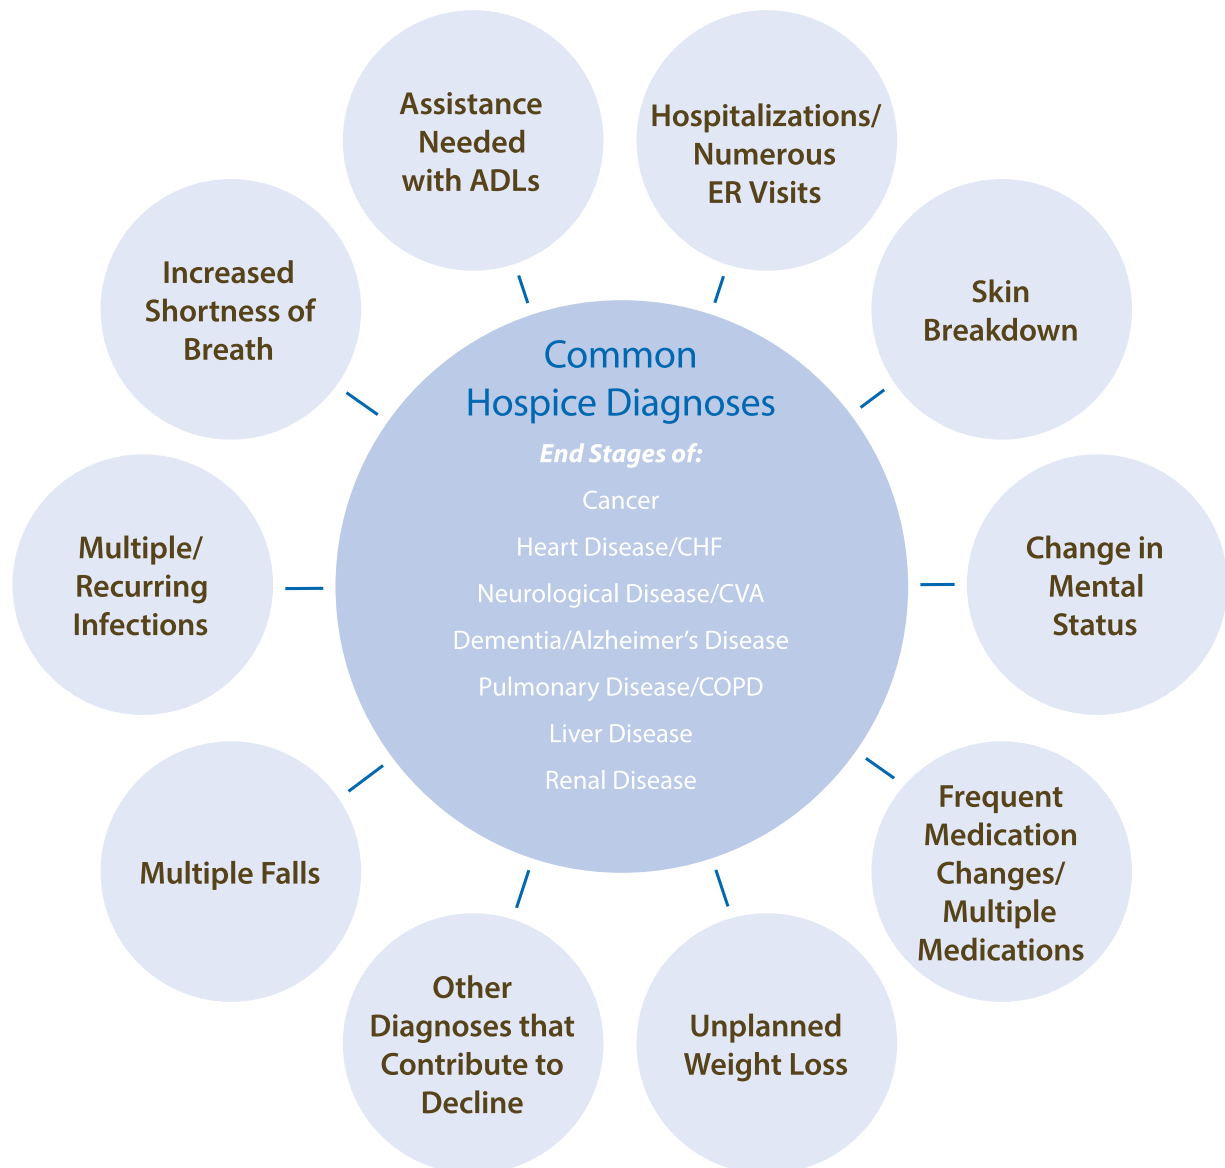 Assistance
Needed
with ADLs
Hospitalizations/
Numerous
ER Visits
Increased
Shortness of
Breath
Skin
Breakdown
Common
Hospice Diagnoses
End Stages of:
Cancer
Heart Disease/CHF
Neurological Disease/CVA
Dementia/Alzheimer’s Disease
Pulmonary Disease/COPD
Liver Disease
Renal Disease
Multiple/
Recurring
Infections
Change in
Mental
Status
Multiple Falls
Frequent
Medication
Changes/
Multiple
Medications
Other
Diagnoses that
Contribute to
Decline
Unplanned
Weight Loss